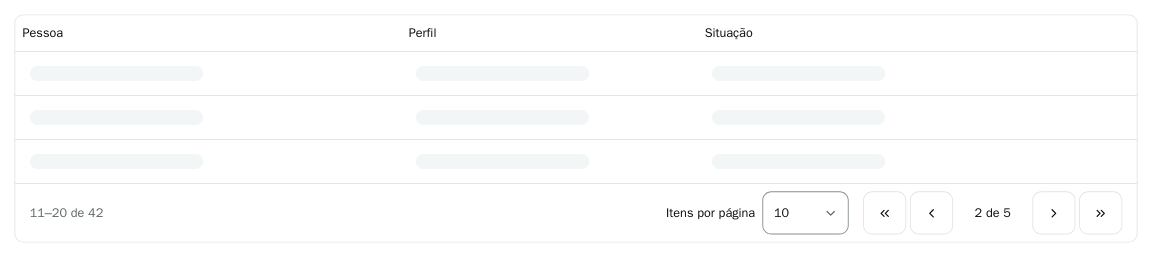 Pessoa Perfil Situação
11–20 de 42 Itens por página 10 « ‹ 2 de 5 › »